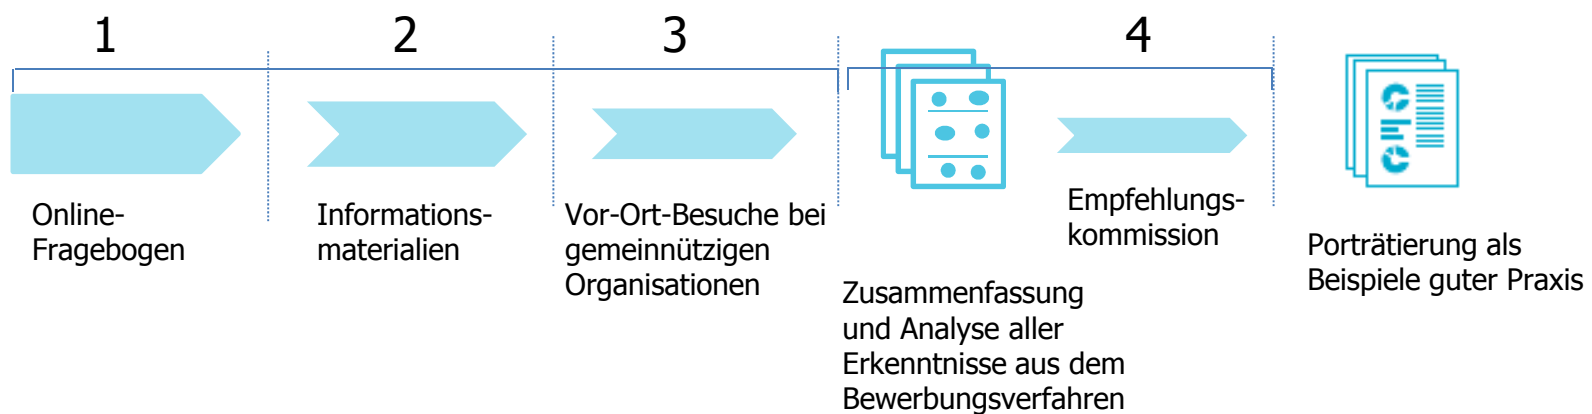 1
2
3
4
Online-
Fragebogen
Informations-
materialien
Vor-Ort-Besuche bei
gemeinnützigen
Organisationen
Zusammenfassung
und Analyse aller
Erkenntnisse aus dem
Bewerbungsverfahren
Empfehlungs-
kommission
Porträtierung als
Beispiele guter Praxis